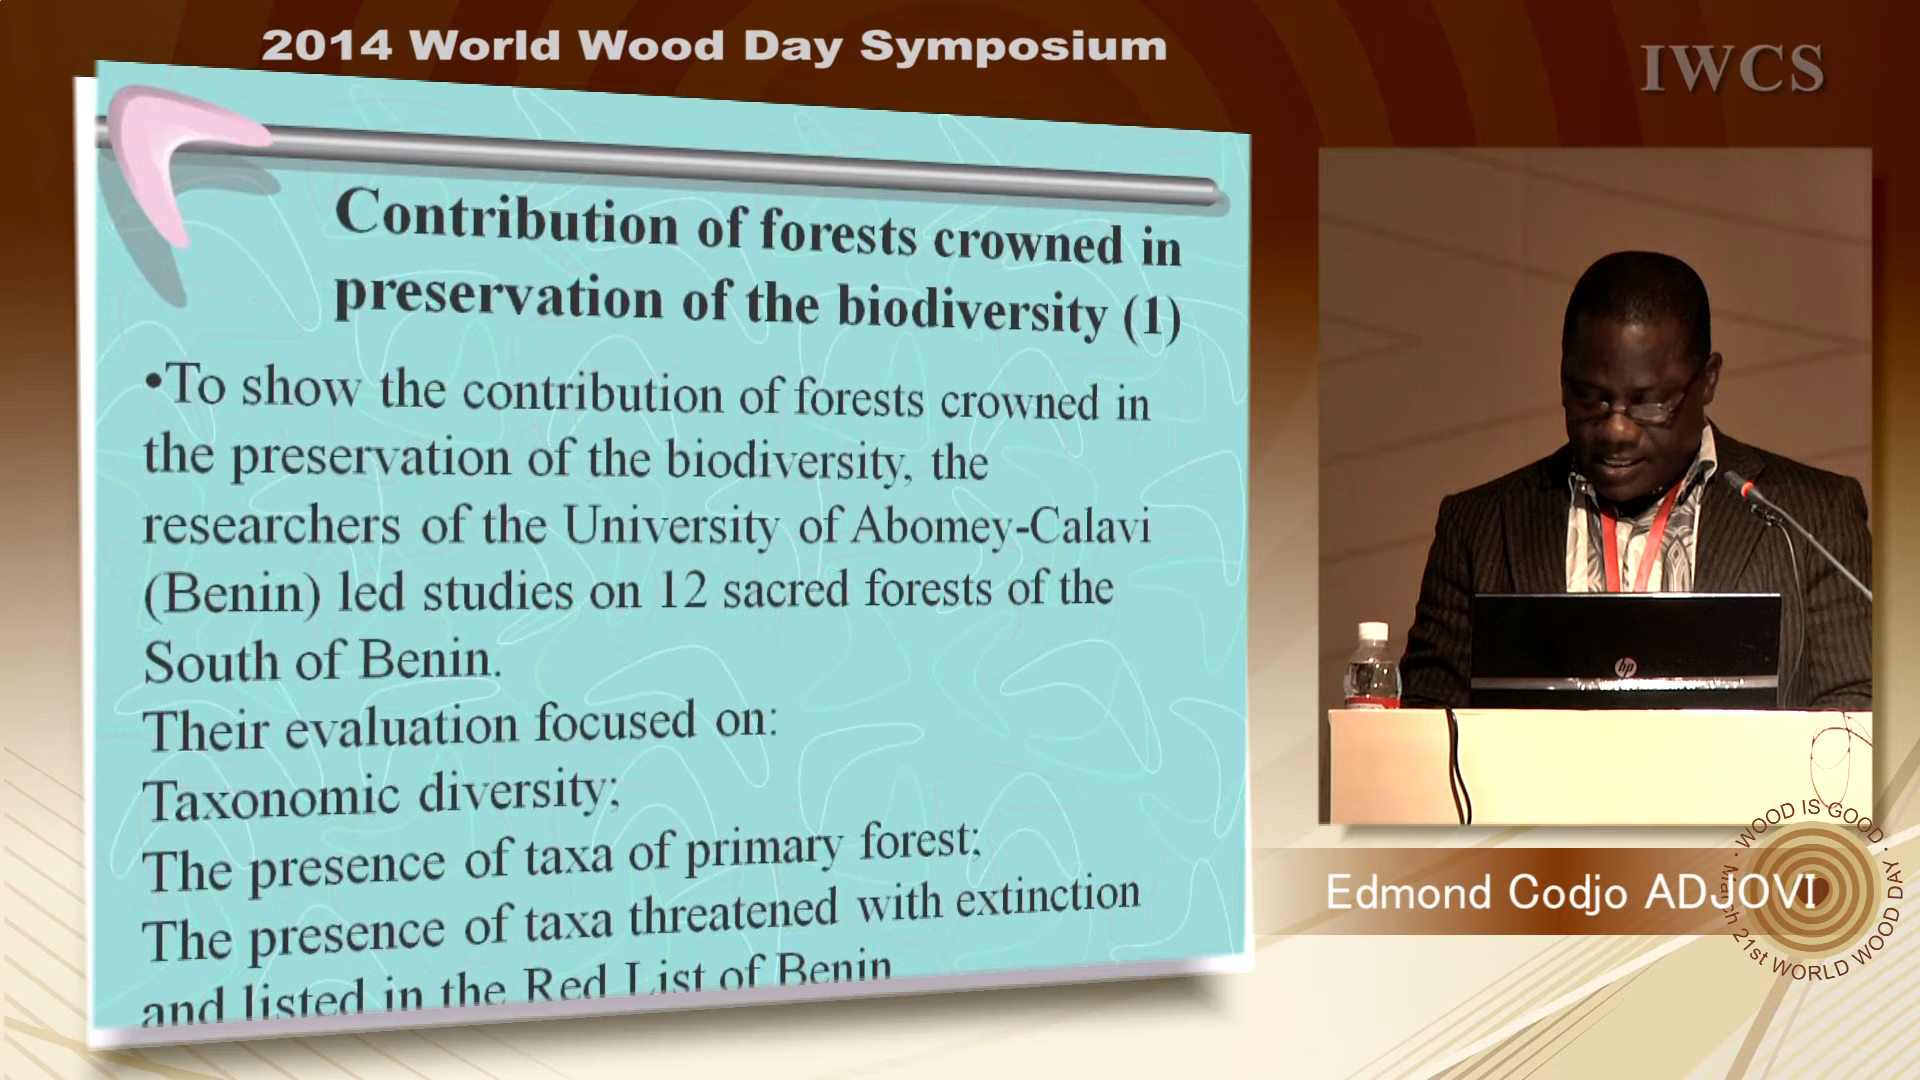 2014 World Wood Day Symposium
IWCS
Contribution of forests crowned in
preservation of the biodiversity (1)
•To show the contribution of forests crowned in
the preservation of the biodiversity, the
researchers of the University of Abomey-Calavi
(Benin) led studies on 12 sacred forests of the
South of Benin.
Their evaluation focused on:
Taxonomic diversity;
The presence of taxa of primary forest;
The presence of taxa threatened with extinction
and listed in the Red List of Benin
hp
Edmond Codjo ADJOVI
· WOOD IS GOOD · March 21st WORLD WOOD DAY